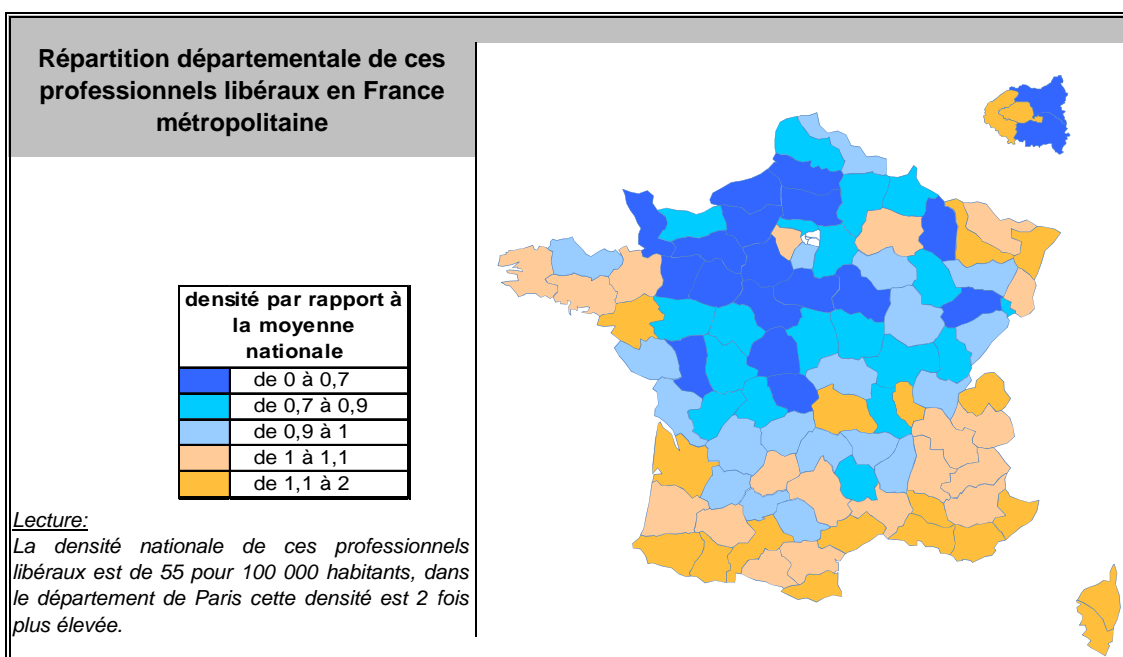 Répartition départementale de ces
professionnels libéraux en France
métropolitaine
densité par rapport à
la moyenne
nationale
de 0 à 0,7
de 0,7 à 0,9
de 0,9 à 1
de 1 à 1,1
de 1,1 à 2
Lecture:
La densité nationale de ces professionnels
libéraux est de 55 pour 100 000 habitants, dans
le département de Paris cette densité est 2 fois
plus élevée.